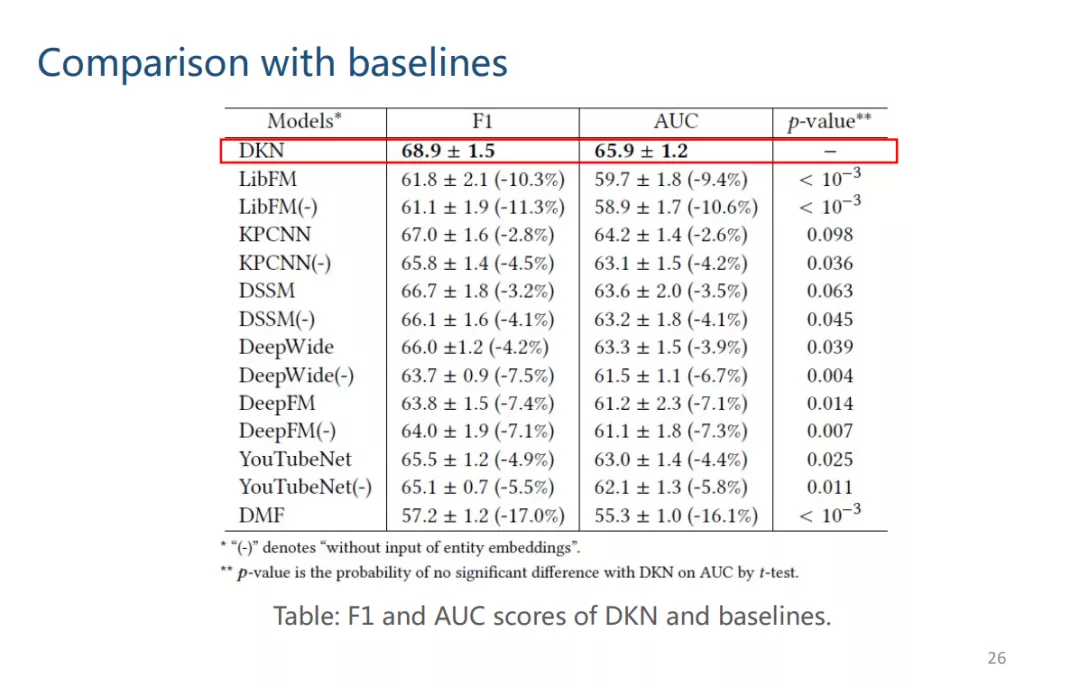 Comparison with baselines
Models* F1 AUC p-value**
DKN 68.9 ± 1.5 65.9 ± 1.2 –
LibFM 61.8 ± 2.1 (-10.3%) 59.7 ± 1.8 (-9.4%) < 10⁻³
LibFM(-) 61.1 ± 1.9 (-11.3%) 58.9 ± 1.7 (-10.6%) < 10⁻³
KPCNN 67.0 ± 1.6 (-2.8%) 64.2 ± 1.4 (-2.6%) 0.098
KPCNN(-) 65.8 ± 1.4 (-4.5%) 63.1 ± 1.5 (-4.2%) 0.036
DSSM 66.7 ± 1.8 (-3.2%) 63.6 ± 2.0 (-3.5%) 0.063
DSSM(-) 66.1 ± 1.6 (-4.1%) 63.2 ± 1.8 (-4.1%) 0.045
DeepWide 66.0 ±1.2 (-4.2%) 63.3 ± 1.5 (-3.9%) 0.039
DeepWide(-) 63.7 ± 0.9 (-7.5%) 61.5 ± 1.1 (-6.7%) 0.004
DeepFM 63.8 ± 1.5 (-7.4%) 61.2 ± 2.3 (-7.1%) 0.014
DeepFM(-) 64.0 ± 1.9 (-7.1%) 61.1 ± 1.8 (-7.3%) 0.007
YouTubeNet 65.5 ± 1.2 (-4.9%) 63.0 ± 1.4 (-4.4%) 0.025
YouTubeNet(-) 65.1 ± 0.7 (-5.5%) 62.1 ± 1.3 (-5.8%) 0.011
DMF 57.2 ± 1.2 (-17.0%) 55.3 ± 1.0 (-16.1%) < 10⁻³
* “(-)” denotes “without input of entity embeddings”.
** p-value is the probability of no significant difference with DKN on AUC by t-test.
Table: F1 and AUC scores of DKN and baselines.
26